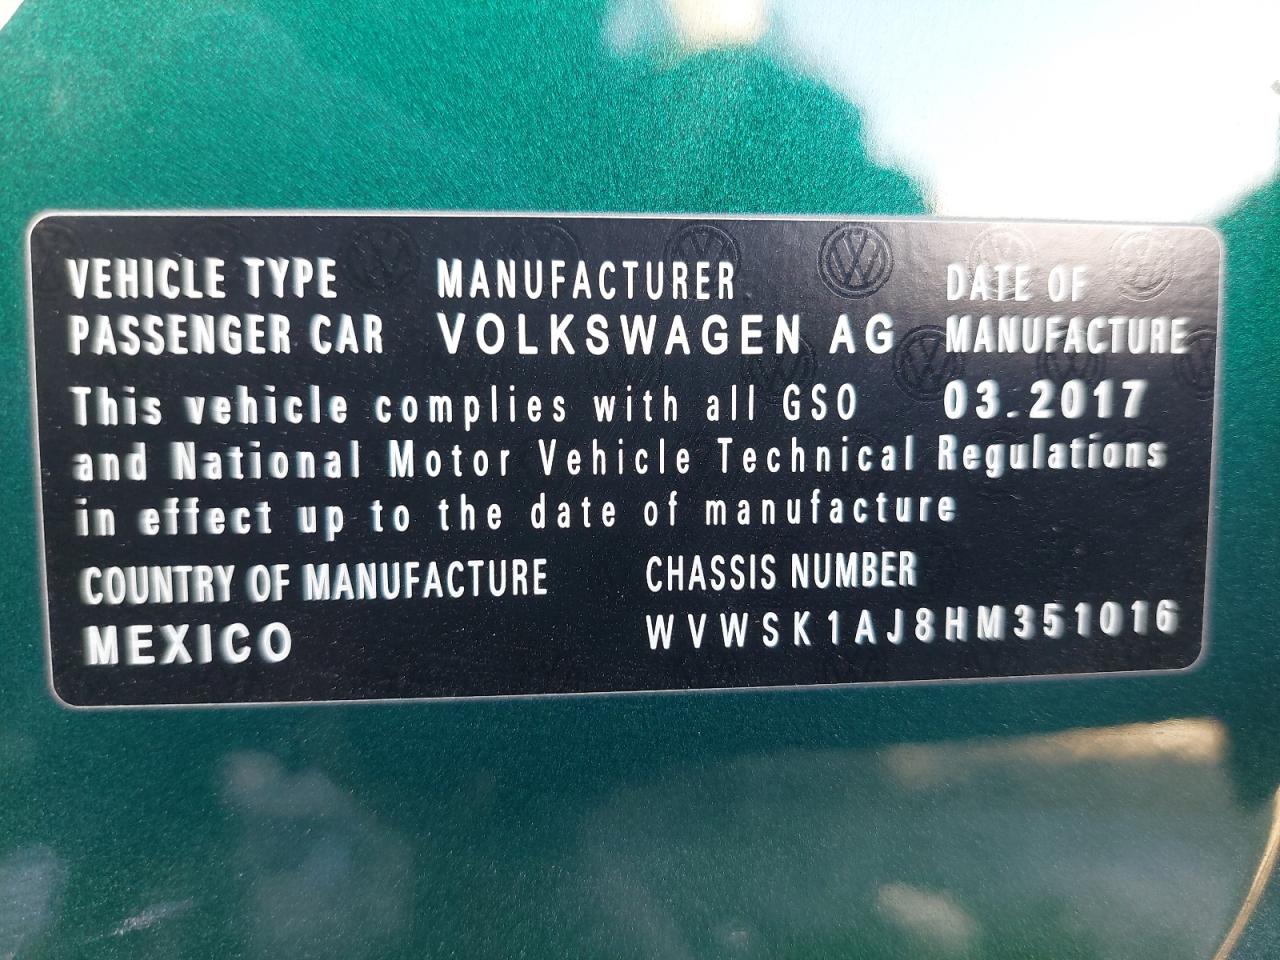 VEHICLE TYPE MANUFACTURER DATE OF
PASSENGER CAR VOLKSWAGEN AG MANUFACTURE
This vehicle complies with all GSO 03.2017
and National Motor Vehicle Technical Regulations
in effect up to the date of manufacture
COUNTRY OF MANUFACTURE CHASSIS NUMBER
MEXICO WVWSK1AJ8HM351016